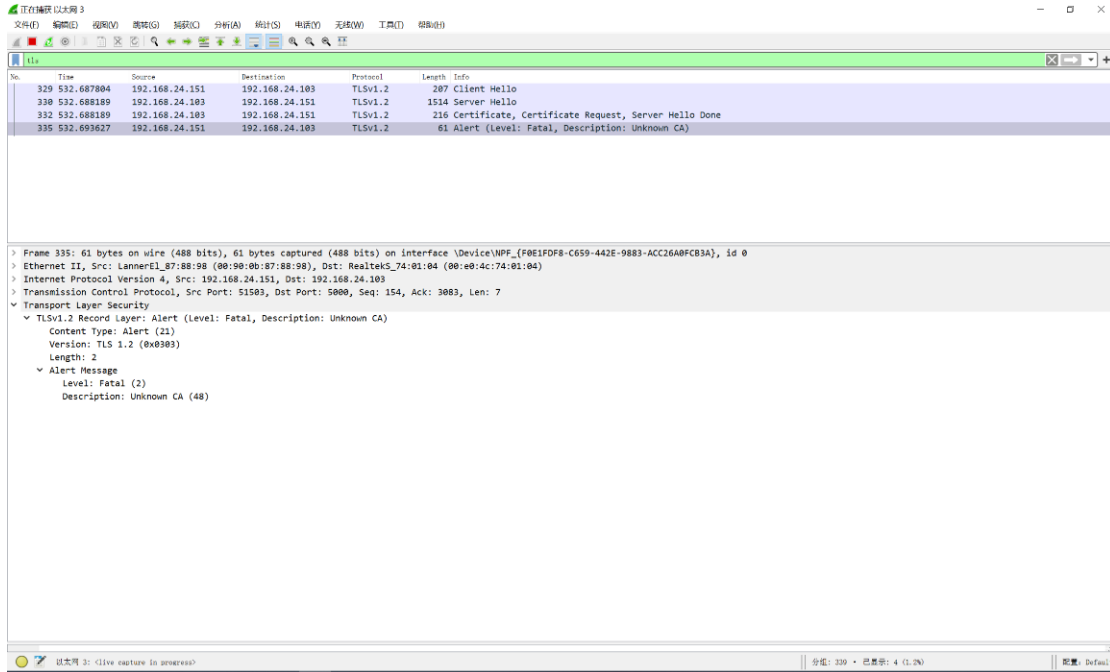 正在捕获 以太网 3
文件(F) 编辑(E) 视图(V) 跳转(G) 捕获(C) 分析(A) 统计(S) 电话(Y) 无线(W) 工具(T) 帮助(H)
tls
No. Time Source Destination Protocol Length Info
329 532.687804 192.168.24.151 192.168.24.103 TLSv1.2 207 Client Hello
330 532.688189 192.168.24.103 192.168.24.151 TLSv1.2 1514 Server Hello
332 532.688189 192.168.24.103 192.168.24.151 TLSv1.2 216 Certificate, Certificate Request, Server Hello Done
335 532.693627 192.168.24.151 192.168.24.103 TLSv1.2 61 Alert (Level: Fatal, Description: Unknown CA)
Frame 335: 61 bytes on wire (488 bits), 61 bytes captured (488 bits) on interface \Device\NPF_{F0E1FDF8-C659-442E-9883-ACC26A0FCB3A}, id 0
Ethernet II, Src: LannerEl_87:88:98 (00:90:0b:87:88:98), Dst: RealtekS_74:01:04 (00:e0:4c:74:01:04)
Internet Protocol Version 4, Src: 192.168.24.151, Dst: 192.168.24.103
Transmission Control Protocol, Src Port: 51503, Dst Port: 5000, Seq: 154, Ack: 3083, Len: 7
Transport Layer Security
TLSv1.2 Record Layer: Alert (Level: Fatal, Description: Unknown CA)
Content Type: Alert (21)
Version: TLS 1.2 (0x0303)
Length: 2
Alert Message
Level: Fatal (2)
Description: Unknown CA (48)
以太网 3: <live capture in progress> 分组: 339 · 已显示: 4 (1.2%) 配置: Defaul